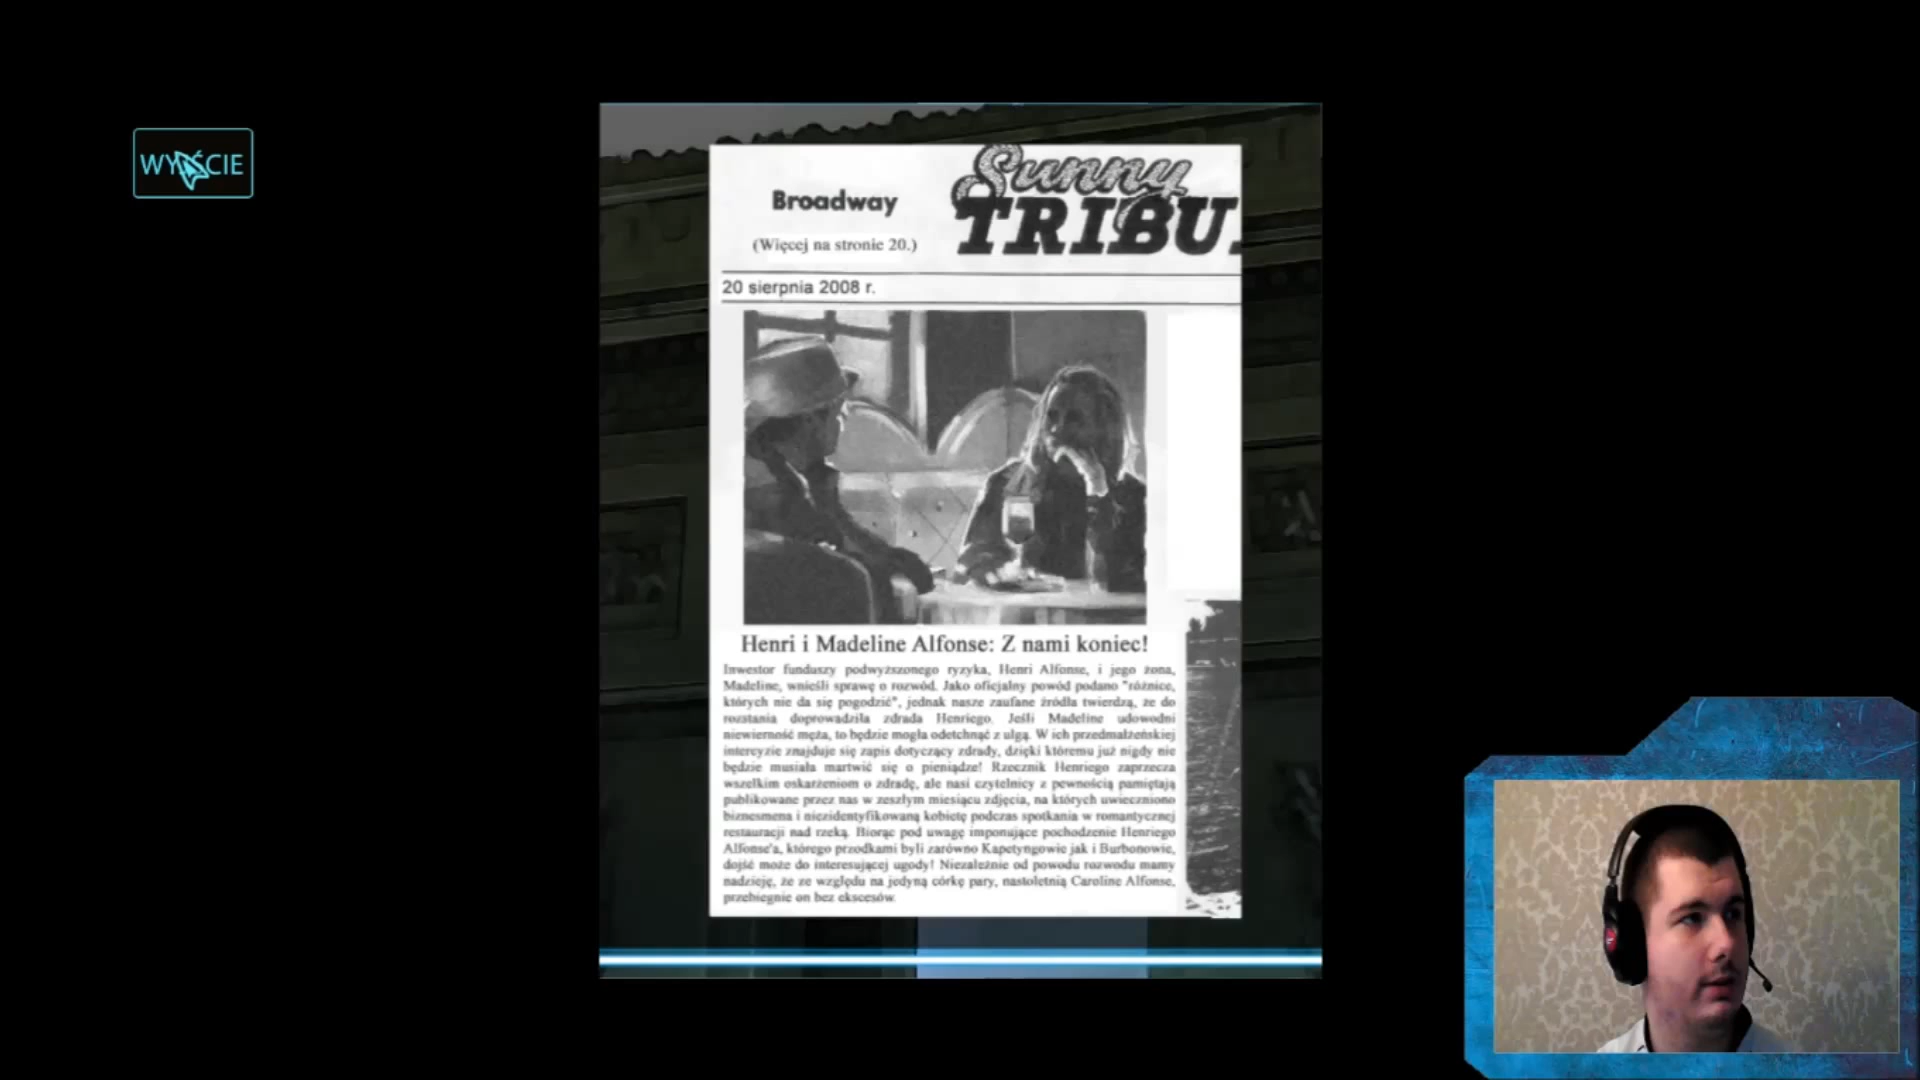 WYJŚCIE
Broadway
(Więcej na stronie 20.)
Sunny
TRIBU
20 sierpnia 2008 r.
Henri i Madeline Alfonse: Z nami koniec!
Inwestor funduszy podwyższonego ryzyka, Henri Alfonse, i jego żona,
Madeline, wnieśli sprawę o rozwód. Jako oficjalny powód podano "różnice,
których nie da się pogodzić", jednak nasze zaufane źródła twierdzą, że do
rozstania doprowadziła zdrada Henriego. Jeśli Madeline udowodni
niewierność męża, to będzie mogła odetchnąć z ulgą. W ich przedmałżeńskiej
intercyzie znajduje się zapis dotyczący zdrady, dzięki któremu już nigdy nie
będzie musiała martwić się o pieniądze! Rzecznik Henriego zaprzecza
wszelkim oskarżeniom o zdradę, ale nasi czytelnicy z pewnością pamiętają
publikowane przez nas w zeszłym miesiącu zdjęcia, na których uwieczniono
biznesmena i niezidentyfikowaną kobietę podczas spotkania w romantycznej
restauracji nad rzeką. Biorąc pod uwagę imponujące pochodzenie Henriego
Alfonse'a, którego przodkami byli zarówno Kapetyngowie jak i Burbonowie,
dojść może do interesującej ugody! Niezależnie od powodu rozwodu mamy
nadzieję, że ze względu na jedyną córkę pary, nastoletnią Caroline Alfonse,
przebiegnie on bez ekscesów.